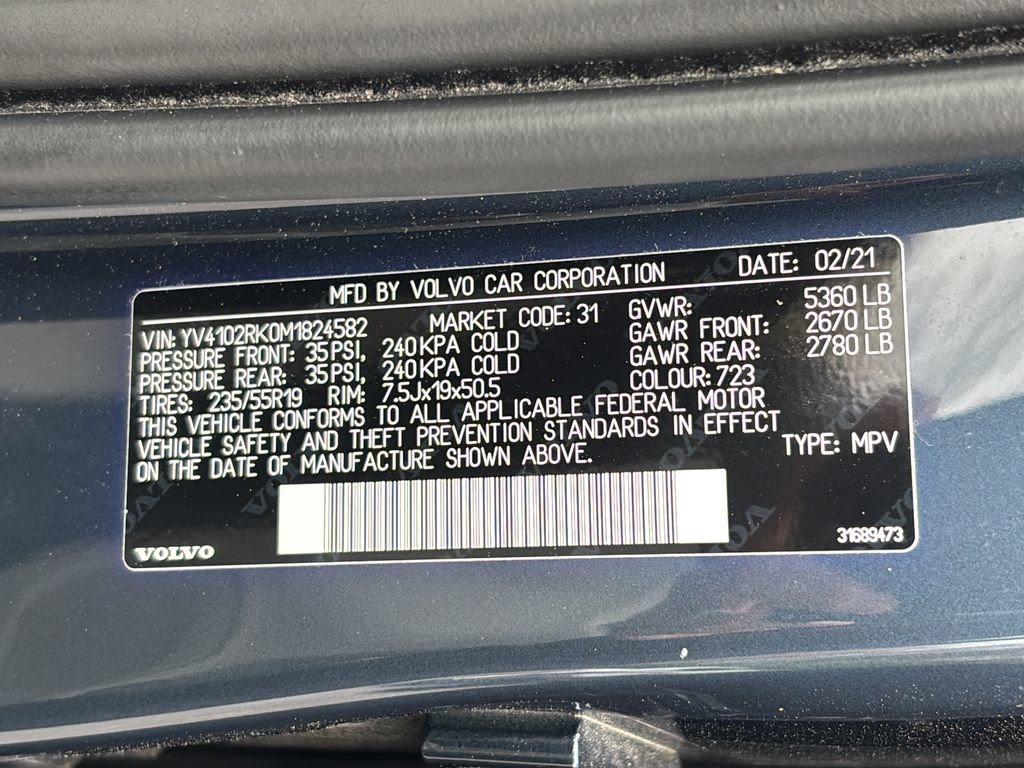 MFD BY VOLVO CAR CORPORATION DATE: 02/21
VIN: YV4102RK0M1824582 MARKET CODE: 31 GVWR: 5360 LB
PRESSURE FRONT: 35 PSI, 240 KPA COLD GAWR FRONT: 2670 LB
PRESSURE REAR: 35 PSI, 240 KPA COLD GAWR REAR: 2780 LB
TIRES: 235/55R19 RIM: 7.5Jx19x50.5 COLOUR: 723
THIS VEHICLE CONFORMS TO ALL APPLICABLE FEDERAL MOTOR
VEHICLE SAFETY AND THEFT PREVENTION STANDARDS IN EFFECT
ON THE DATE OF MANUFACTURE SHOWN ABOVE. TYPE: MPV
VOLVO 31689473